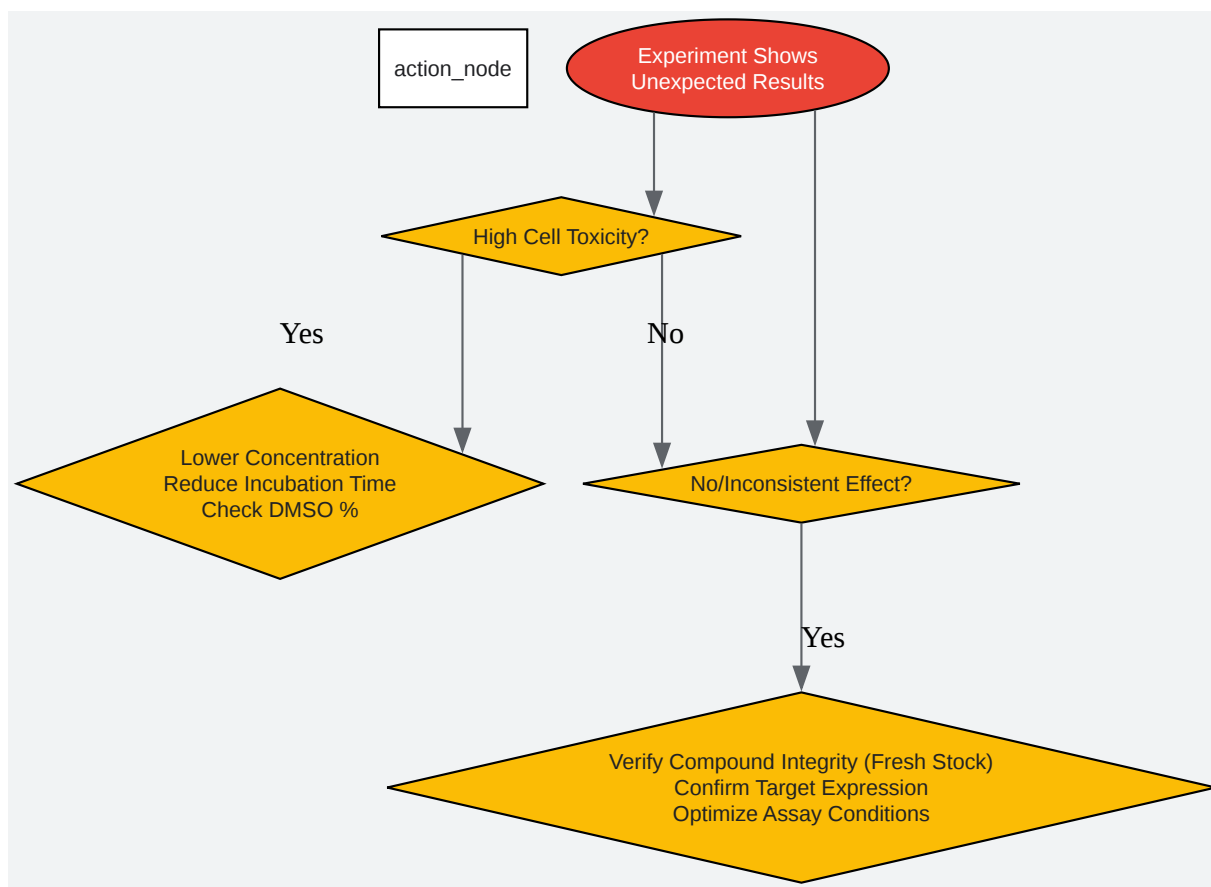 action_node
Experiment Shows
Unexpected Results
High Cell Toxicity?
Yes
No
Lower Concentration
Reduce Incubation Time
Check DMSO %
No/Inconsistent Effect?
Yes
Verify Compound Integrity (Fresh Stock)
Confirm Target Expression
Optimize Assay Conditions